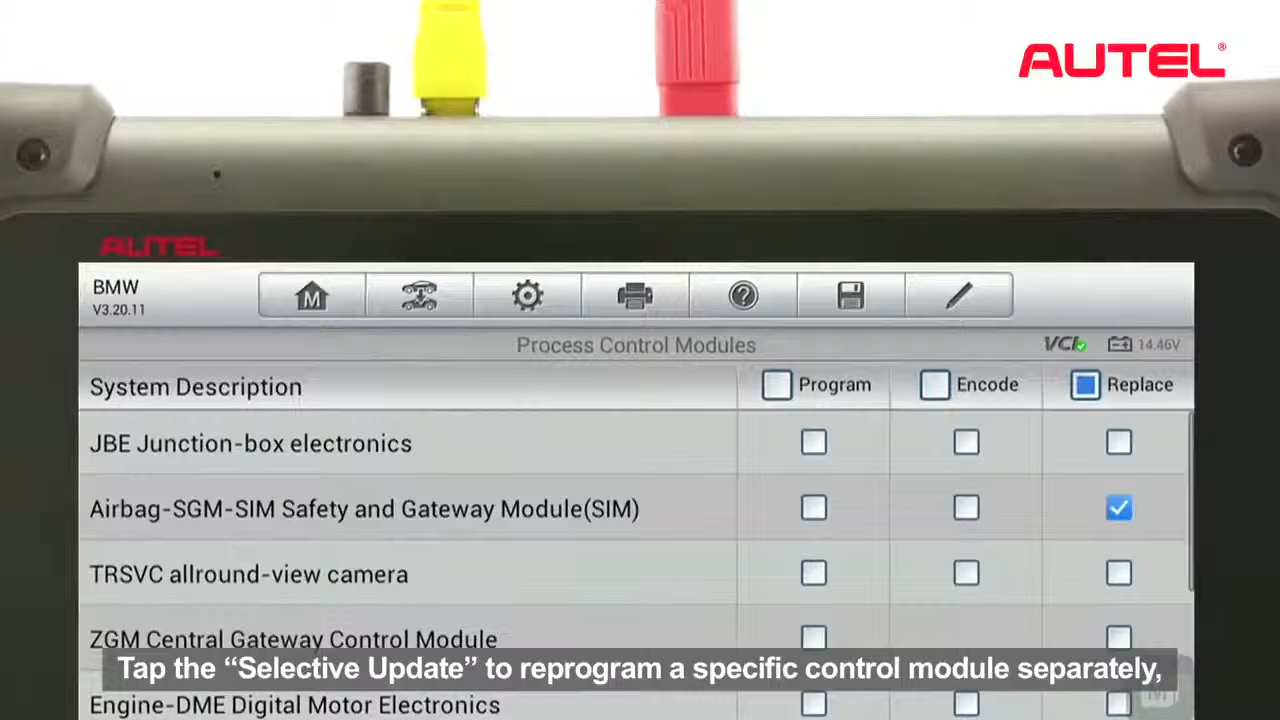 AUTEL®
AUTEL
BMW
V3.20.11
M
Process Control Modules
VCI
14.46V
System Description
Program
Encode
Replace
JBE Junction-box electronics
Airbag-SGM-SIM Safety and Gateway Module(SIM)
TRSVC allround-view camera
ZGM Central Gateway Control Module
Tap the “Selective Update” to reprogram a specific control module separately,
Engine-DME Digital Motor Electronics
M